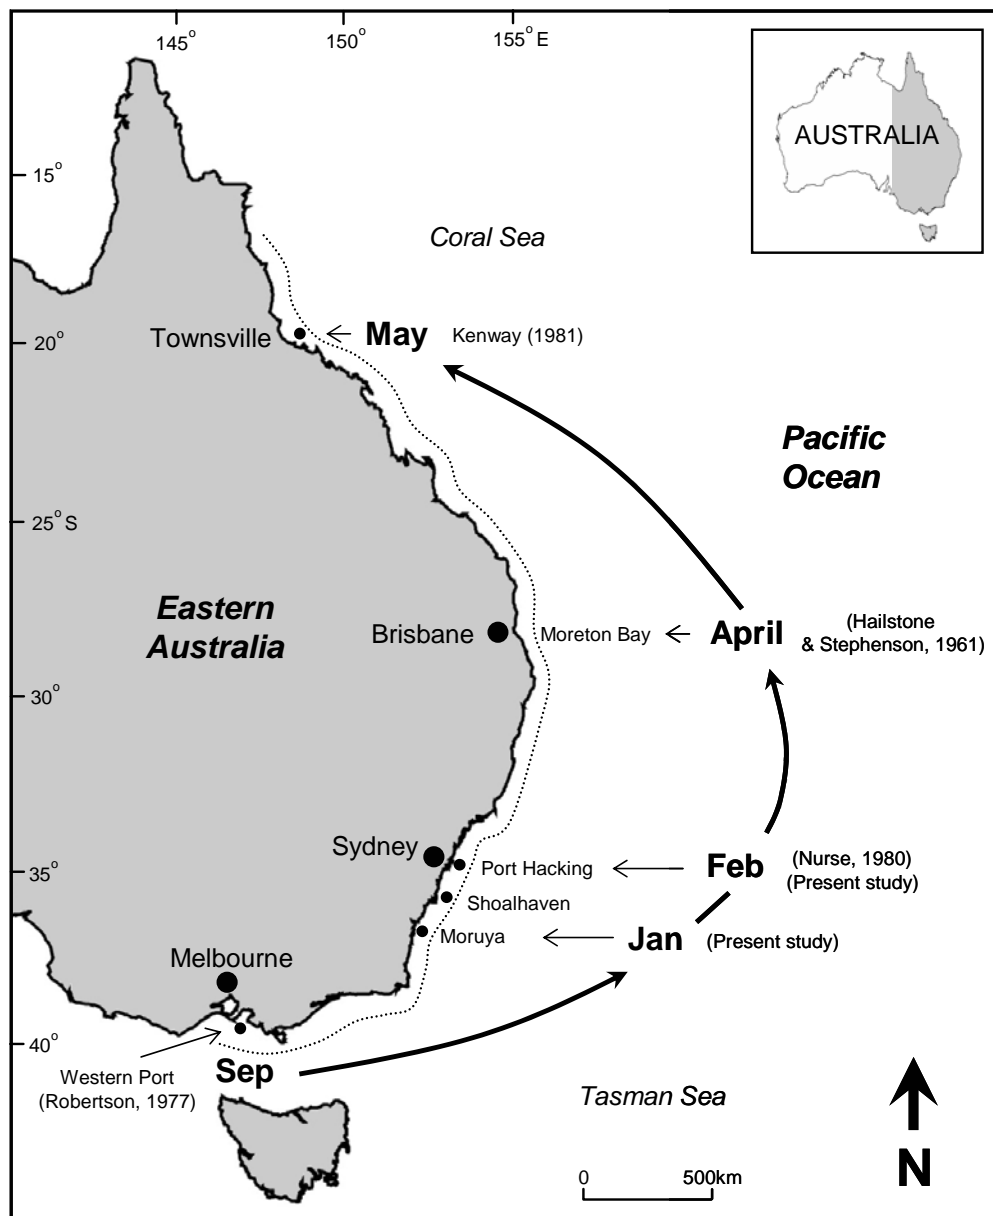 145° 150° 155° E
AUSTRALIA
15°
Coral Sea
Townsville
May
Kenway (1981)
20°
Pacific
Ocean
25° S
Eastern
Australia
Brisbane
Moreton Bay
April
(Hailstone
& Stephenson, 1961)
30°
Sydney
Port Hacking
Feb
(Nurse, 1980)
(Present study)
35°
Shoalhaven
Moruya
Jan
(Present study)
Melbourne
40°
Western Port
(Robertson, 1977)
Sep
Tasman Sea
0 500km
N